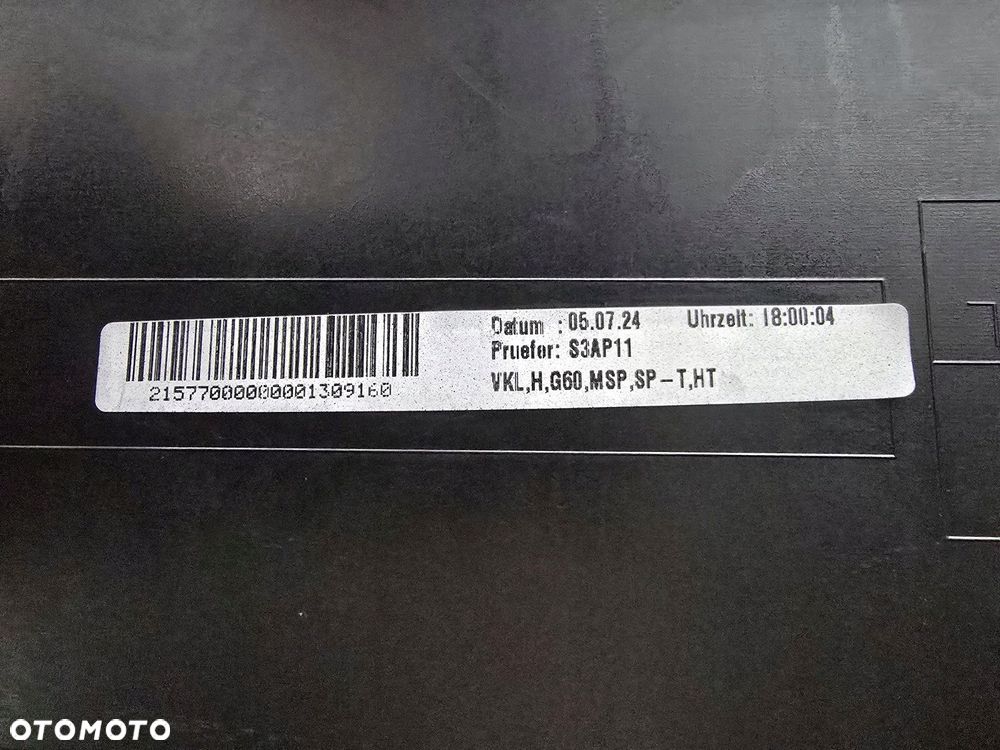 Datum : 05.07.24 Uhrzeit: 18:00:04
Pruefer: S3AP11
VKL,H,G60,MSP,SP-T,HT
215770000000001309160
OTOMOTO